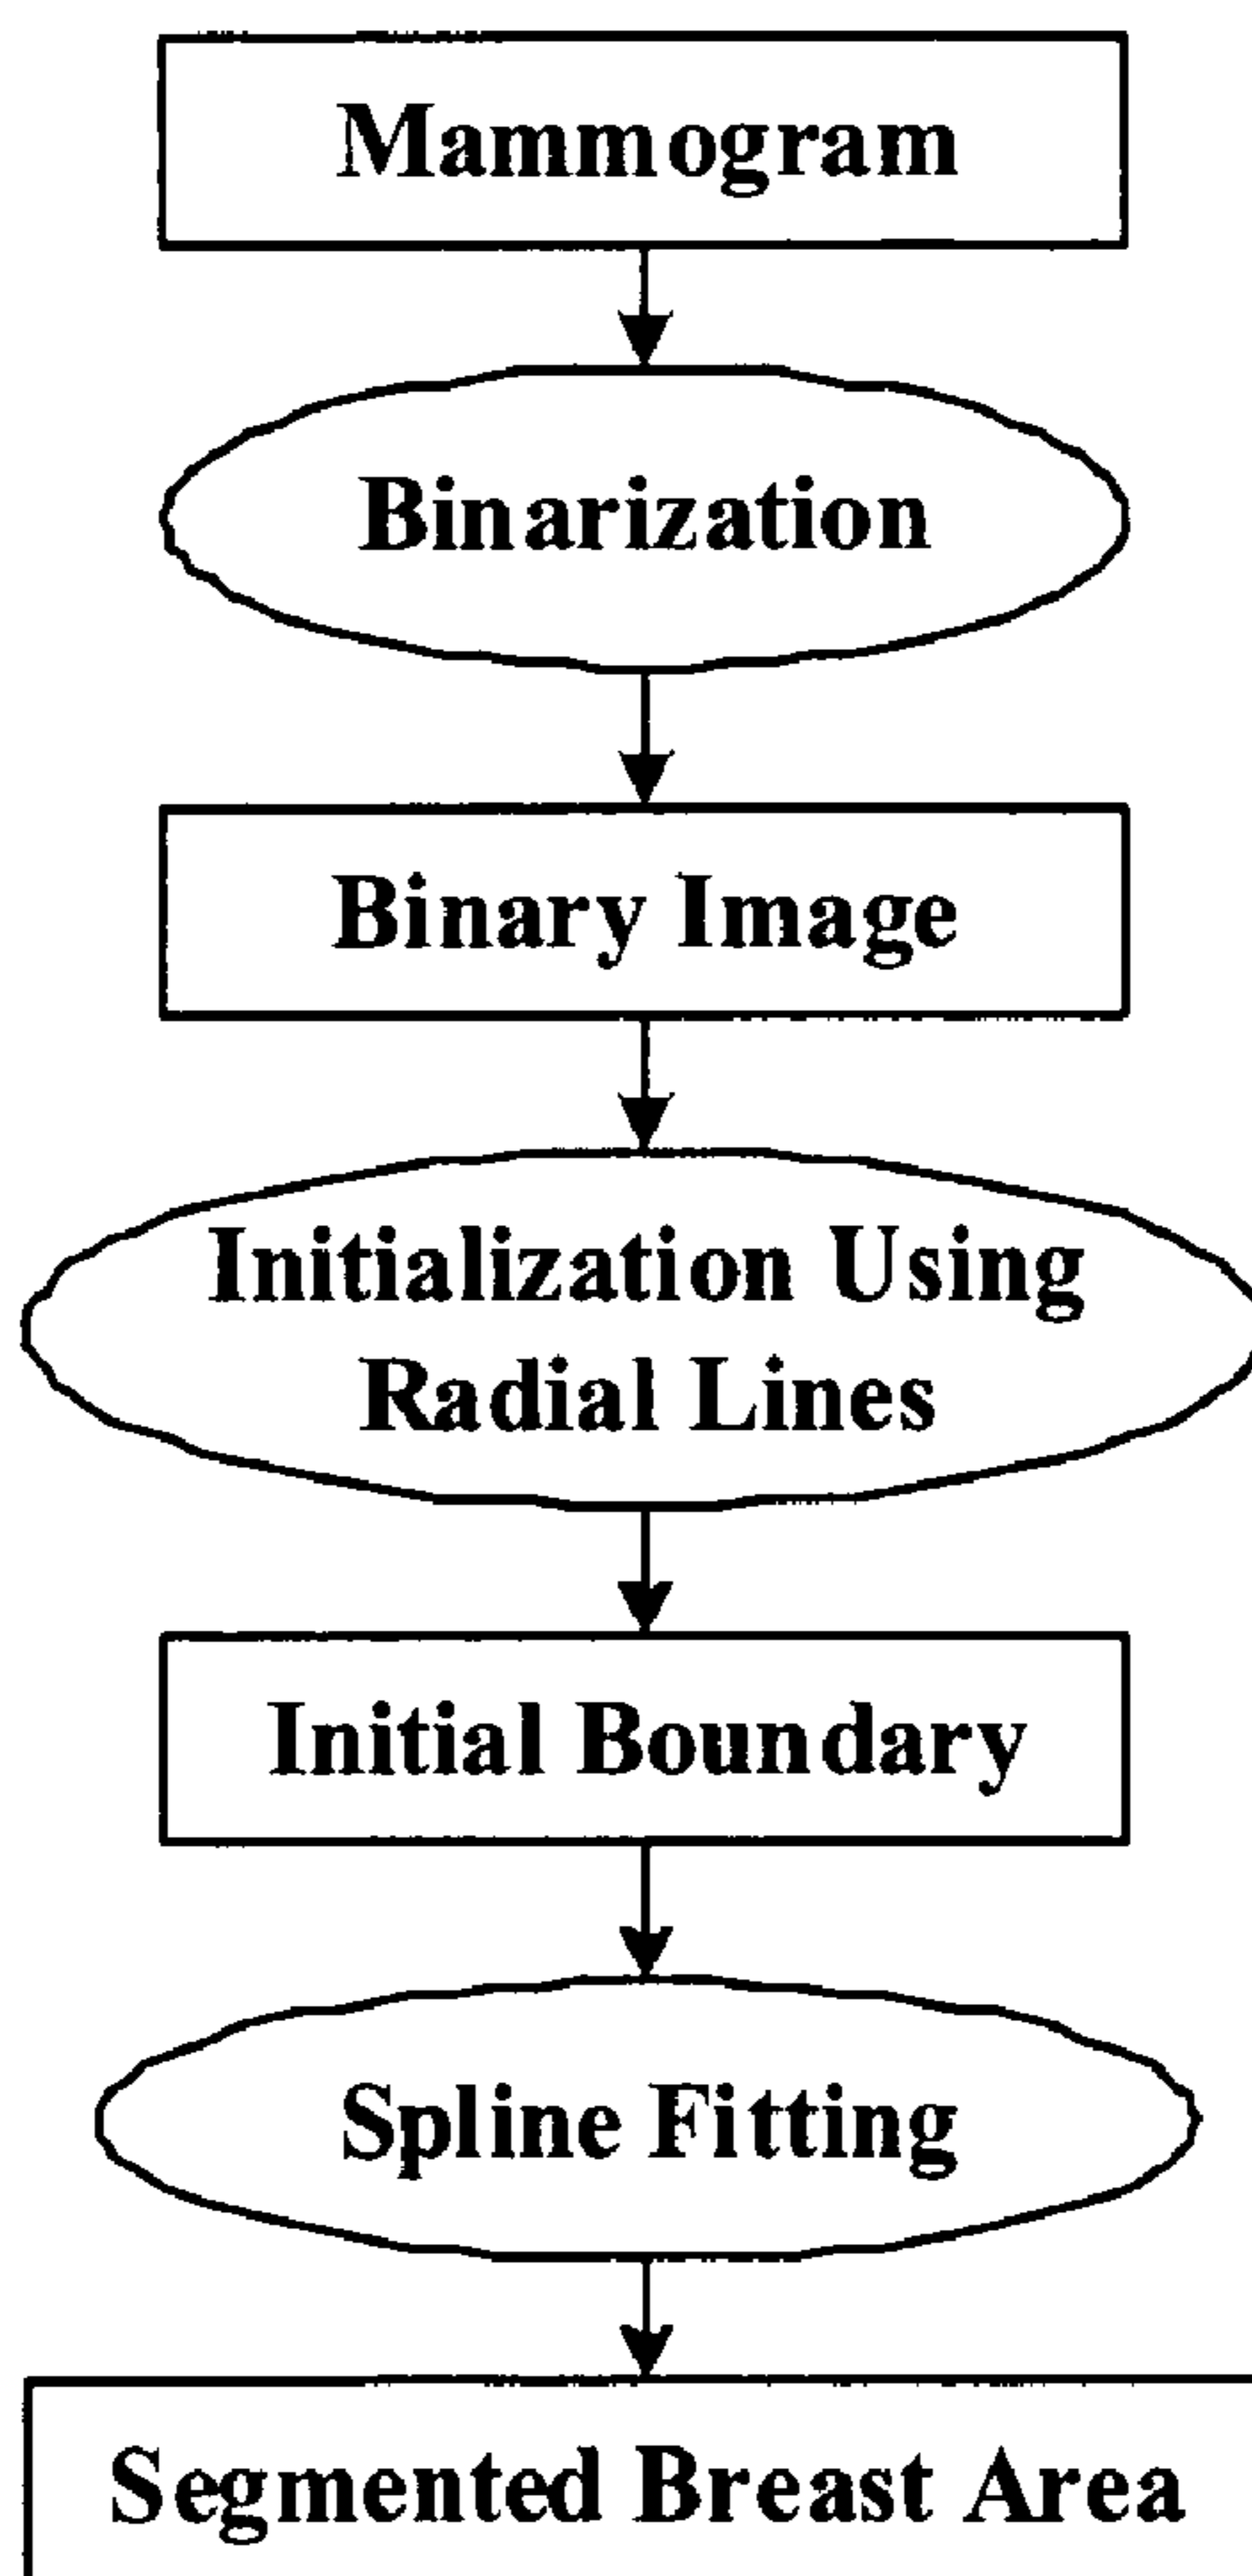 Mammogram
Binarization
Binary Image
Initialization Using
Radial Lines
Initial Boundary
Spline Fitting
Segmented Breast Area